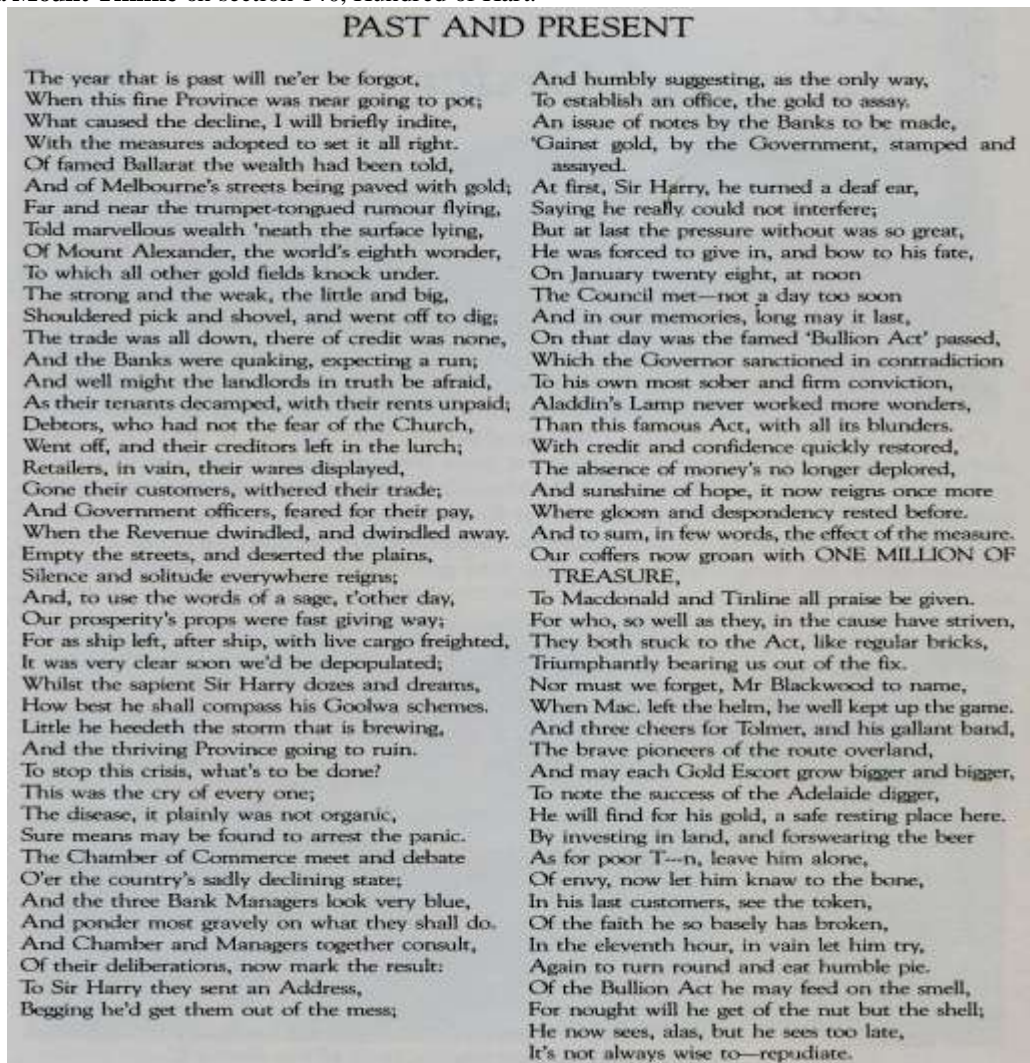 Mount Tinline on section 148, Hundred of Hart.
PAST AND PRESENT
The year that is past will ne'er be forgot,
When this fine Province was near going to pot;
What caused the decline, I will briefly indite,
With the measures adopted to set it all right.
Of famed Ballarat the wealth had been told,
And of Melbourne's streets being paved with gold;
Far and near the trumpet-tongued rumour flying,
Told marvellous wealth 'neath the surface lying,
Of Mount Alexander, the world's eighth wonder,
To which all other gold fields knock under.
The strong and the weak, the little and big,
Shouldered pick and shovel, and went off to dig;
The trade was all down, there of credit was none,
And the Banks were quaking, expecting a run;
And well might the landlords in truth be afraid,
As their tenants decamped, with their rents unpaid;
Debtors, who had not the fear of the Church,
Went off, and their creditors left in the lurch;
Retailers, in vain, their wares displayed,
Gone their customers, withered their trade;
And Government officers, feared for their pay,
When the Revenue dwindled, and dwindled away.
Empty the streets, and deserted the plains,
Silence and solitude everywhere reigns;
And, to use the words of a sage, t'other day,
Our prosperity's props were fast giving way;
For as ship left, after ship, with live cargo freighted,
It was very clear soon we'd be depopulated;
Whilst the sapient Sir Harry dozes and dreams,
How best he shall compass his Goolwa schemes.
Little he heedeth the storm that is brewing,
And the thriving Province going to ruin.
To stop this crisis, what's to be done?
This was the cry of every one;
The disease, it plainly was not organic,
Sure means may be found to arrest the panic.
The Chamber of Commerce meet and debate
O'er the country's sadly declining state;
And the three Bank Managers look very blue,
And ponder most gravely on what they shall do.
And Chamber and Managers together consult,
Of their deliberations, now mark the result:
To Sir Harry they sent an Address,
Begging he'd get them out of the mess;
And humbly suggesting, as the only way,
To establish an office, the gold to assay.
An issue of notes by the Banks to be made,
'Gainst gold, by the Government, stamped and
assayed.
At first, Sir Harry, he turned a deaf ear,
Saying he really could not interfere;
But at last the pressure without was so great,
He was forced to give in, and bow to his fate,
On January twenty eight, at noon
The Council met—not a day too soon
And in our memories, long may it last,
On that day was the famed 'Bullion Act' passed,
Which the Governor sanctioned in contradiction
To his own most sober and firm conviction,
Aladdin's Lamp never worked more wonders,
Than this famous Act, with all its blunders.
With credit and confidence quickly restored,
The absence of money's no longer deplored,
And sunshine of hope, it now reigns once more
Where gloom and despondency rested before.
And to sum, in few words, the effect of the measure.
Our coffers now groan with ONE MILLION OF
TREASURE,
To Macdonald and Tinline all praise be given.
For who, so well as they, in the cause have striven,
They both stuck to the Act, like regular bricks,
Triumphantly bearing us out of the fix.
Nor must we forget, Mr Blackwood to name,
When Mac. left the helm, he well kept up the game.
And three cheers for Tolmer, and his gallant band,
The brave pioneers of the route overland,
And may each Gold Escort grow bigger and bigger,
To note the success of the Adelaide digger,
He will find for his gold, a safe resting place here.
By investing in land, and forswearing the beer
As for poor T---n, leave him alone,
Of envy, now let him knaw to the bone,
In his last customers, see the token,
Of the faith he so basely has broken,
In the eleventh hour, in vain let him try,
Again to turn round and eat humble pie.
Of the Bullion Act he may feed on the smell,
For nought will he get of the nut but the shell;
He now sees, alas, but he sees too late,
It's not always wise to—repudiate.